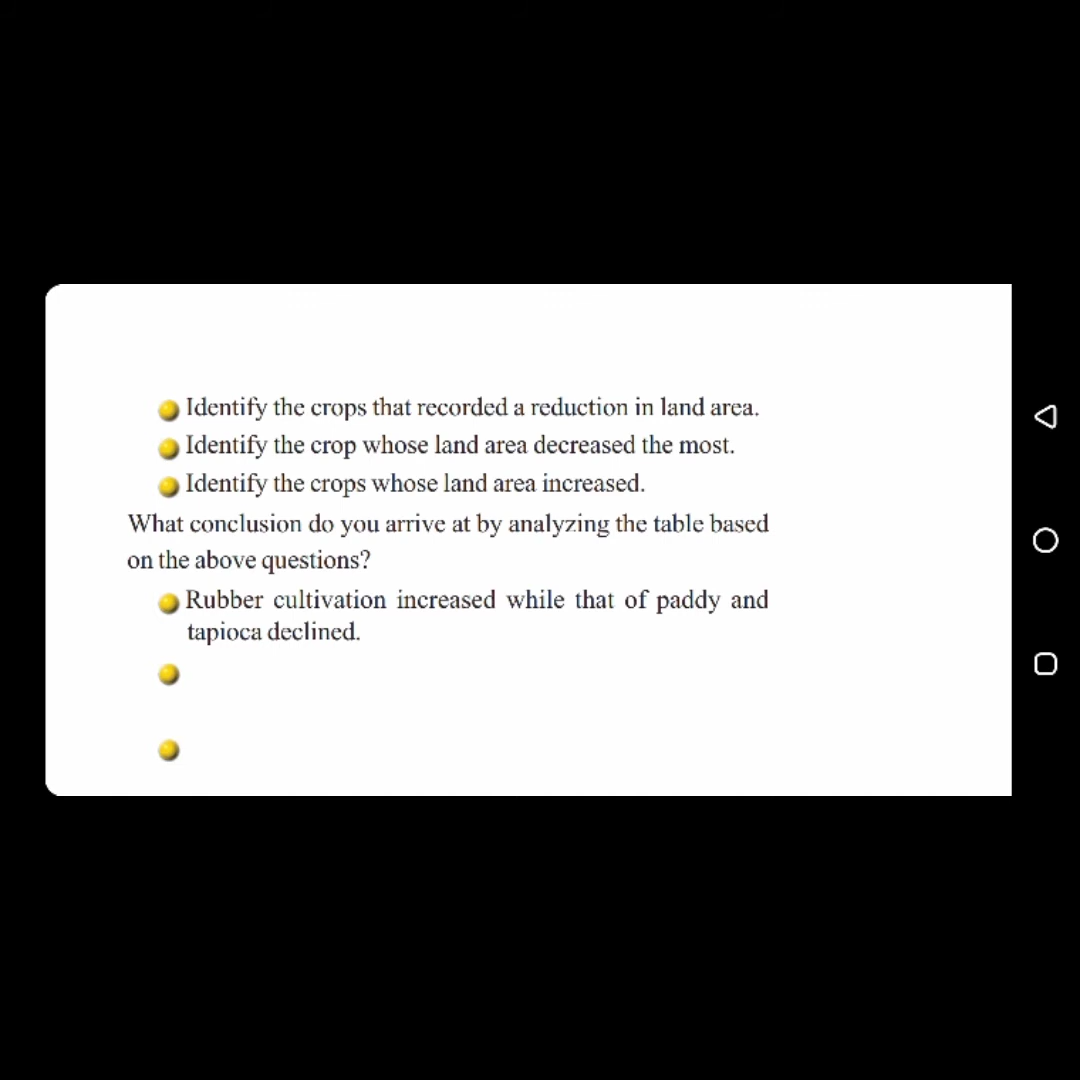 Identify the crops that recorded a reduction in land area.
Identify the crop whose land area decreased the most.
Identify the crops whose land area increased.
What conclusion do you arrive at by analyzing the table based
on the above questions?
Rubber cultivation increased while that of paddy and
tapioca declined.